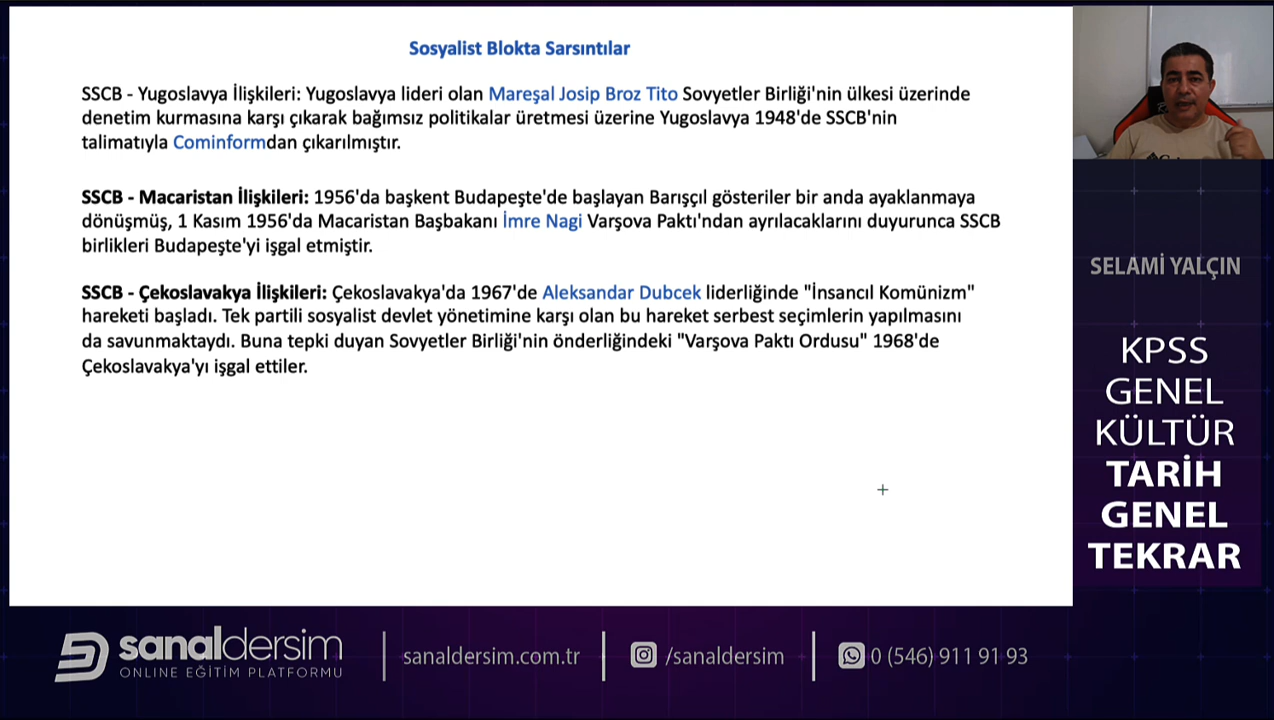 Sosyalist Blokta Sarsıntılar
SSCB - Yugoslavya İlişkileri: Yugoslavya lideri olan Mareşal Josip Broz Tito Sovyetler Birliği'nin ülkesi üzerinde
denetim kurmasına karşı çıkarak bağımsız politikalar üretmesi üzerine Yugoslavya 1948'de SSCB'nin
talimatıyla Cominformdan çıkarılmıştır.
SSCB - Macaristan İlişkileri: 1956'da başkent Budapeşte'de başlayan Barışçıl gösteriler bir anda ayaklanmaya
dönüşmüş, 1 Kasım 1956'da Macaristan Başbakanı İmre Nagi Varşova Paktı'ndan ayrılacaklarını duyurunca SSCB
birlikleri Budapeşte'yi işgal etmiştir.
SSCB - Çekoslavakya İlişkileri: Çekoslavakya'da 1967'de Aleksandar Dubcek liderliğinde "İnsancıl Komünizm"
hareketi başladı. Tek partili sosyalist devlet yönetimine karşı olan bu hareket serbest seçimlerin yapılmasını
da savunmaktaydı. Buna tepki duyan Sovyetler Birliği'nin önderliğindeki "Varşova Paktı Ordusu" 1968'de
Çekoslavakya'yı işgal ettiler.
SELAMİ YALÇIN
KPSS
GENEL
KÜLTÜR
TARİH
GENEL
TEKRAR
sanaldersim
ONLINE EĞİTİM PLATFORMU
sanaldersim.com.tr
/sanaldersim
0 (546) 911 91 93